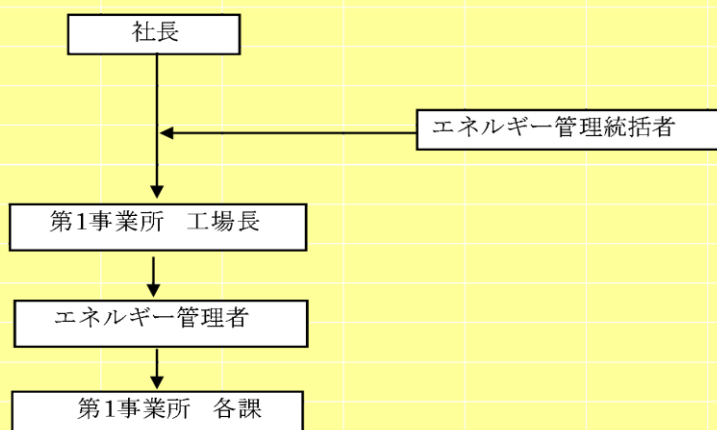 社長
エネルギー管理統括者
第1事業所　工場長
エネルギー管理者
第1事業所　各課